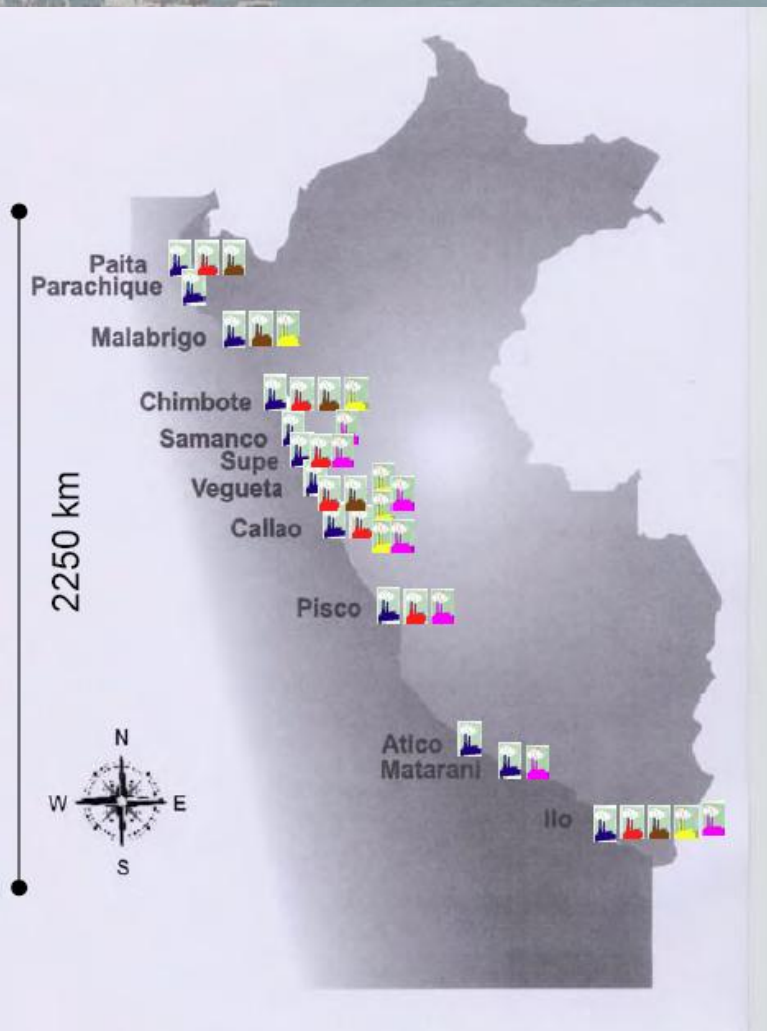 Paita
Parachique
Malabrigo
Chimbote
Samanco
Supe
Vegueta
Callao
2250 km
Pisco
Atico
Matarani
Ilo
N
W
E
S